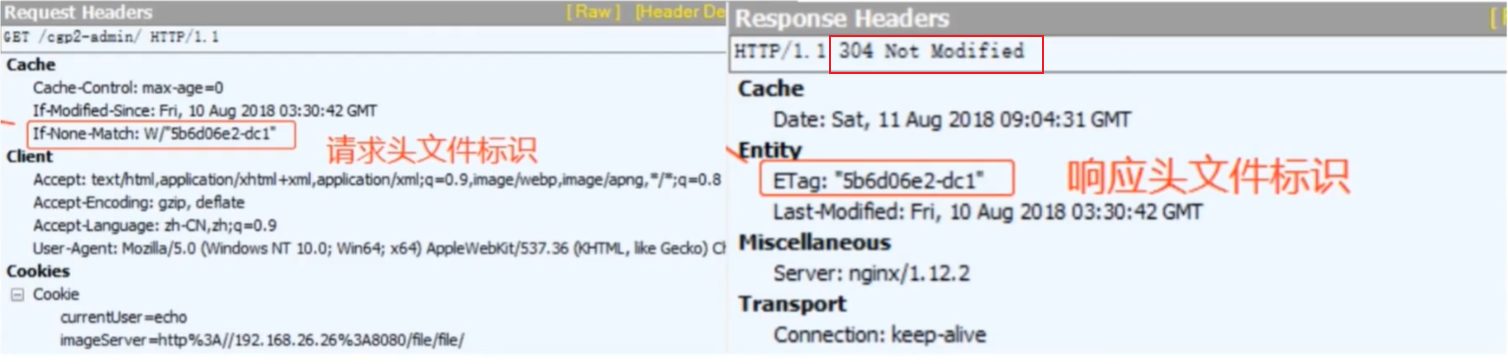 Request Headers
[ Raw ] [Header De
GET /cgp2-admin/ HTTP/1.1
Cache
Cache-Control: max-age=0
If-Modified-Since: Fri, 10 Aug 2018 03:30:42 GMT
If-None-Match: W/"5b6d06e2-dc1"
请求头文件标识
Client
Accept: text/html,application/xhtml+xml,application/xml;q=0.9,image/webp,image/apng,*/*;q=0.8
Accept-Encoding: gzip, deflate
Accept-Language: zh-CN,zh;q=0.9
User-Agent: Mozilla/5.0 (Windows NT 10.0; Win64; x64) AppleWebKit/537.36 (KHTML, like Gecko) Ch
Cookies
Cookie
currentUser=echo
imageServer=http%3A//192.168.26.26%3A8080/file/file/
Response Headers
[
HTTP/1.1 304 Not Modified
Cache
Date: Sat, 11 Aug 2018 09:04:31 GMT
Entity
ETag: "5b6d06e2-dc1"
响应头文件标识
Last-Modified: Fri, 10 Aug 2018 03:30:42 GMT
Miscellaneous
Server: nginx/1.12.2
Transport
Connection: keep-alive